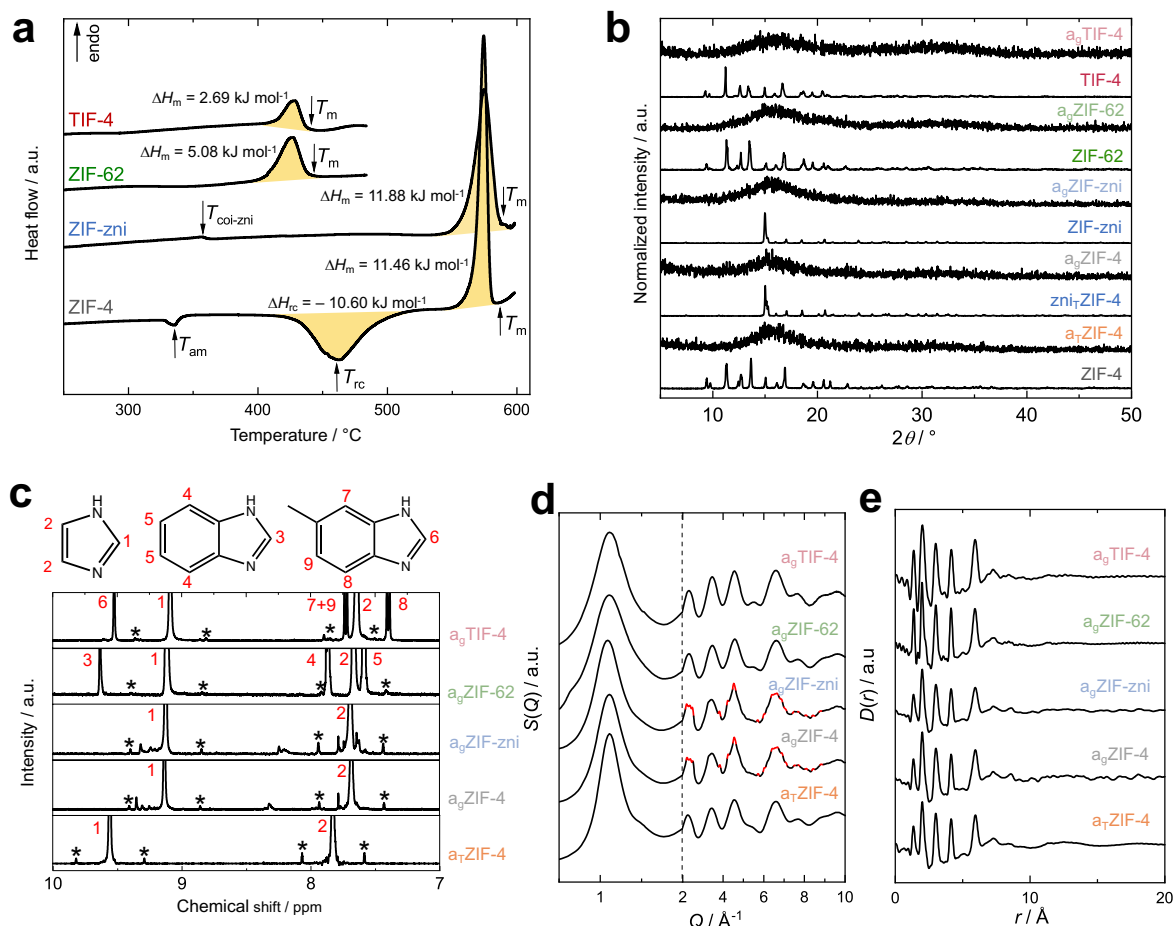 a
endo
ΔHm = 2.69 kJ mol-1
Tm
TIF-4
ΔHm = 5.08 kJ mol-1
Tm
ZIF-62
ΔHm = 11.88 kJ mol-1
Tm
Tcoi-zni
ZIF-zni
ΔHm = 11.46 kJ mol-1
ZIF-4
ΔHrc = – 10.60 kJ mol-1
Tm
Tam
Trc
Heat flow / a.u.
300 400 500 600
Temperature / °C
b
agTIF-4
TIF-4
agZIF-62
ZIF-62
agZIF-zni
ZIF-zni
agZIF-4
zniTZIF-4
aTZIF-4
ZIF-4
Normalized intensity / a.u.
10 20 30 40 50
2θ / °
c
H
N
N
2
1
2
H
N
N
4
5
3
5
4
H
N
N
7
6
9
8
6 1 7+9 2 8
* * * *
agTIF-4
3 1 4 2 5
* * * *
agZIF-62
1 2
* * * *
agZIF-zni
1 2
* * * *
agZIF-4
1 2
* * * *
aTZIF-4
Intensity / a.u.
10 9 8 7
Chemical shift / ppm
d
agTIF-4
agZIF-62
agZIF-zni
agZIF-4
aTZIF-4
S(Q) / a.u.
1 2 4 6 8 10
Q / Å-1
e
agTIF-4
agZIF-62
agZIF-zni
agZIF-4
aTZIF-4
D(r) / a.u
0 5 10 20
r / Å